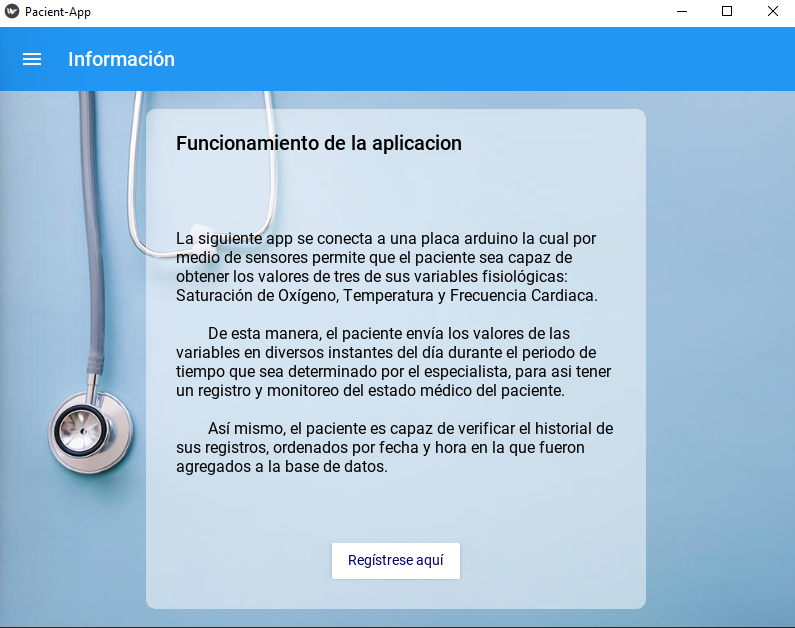 Pacient-App
Información
Funcionamiento de la aplicacion
La siguiente app se conecta a una placa arduino la cual por
medio de sensores permite que el paciente sea capaz de
obtener los valores de tres de sus variables fisiológicas:
Saturación de Oxígeno, Temperatura y Frecuencia Cardiaca.
De esta manera, el paciente envía los valores de las
variables en diversos instantes del día durante el periodo de
tiempo que sea determinado por el especialista, para asi tener
un registro y monitoreo del estado médico del paciente.
Así mismo, el paciente es capaz de verificar el historial de
sus registros, ordenados por fecha y hora en la que fueron
agregados a la base de datos.
Regístrese aquí